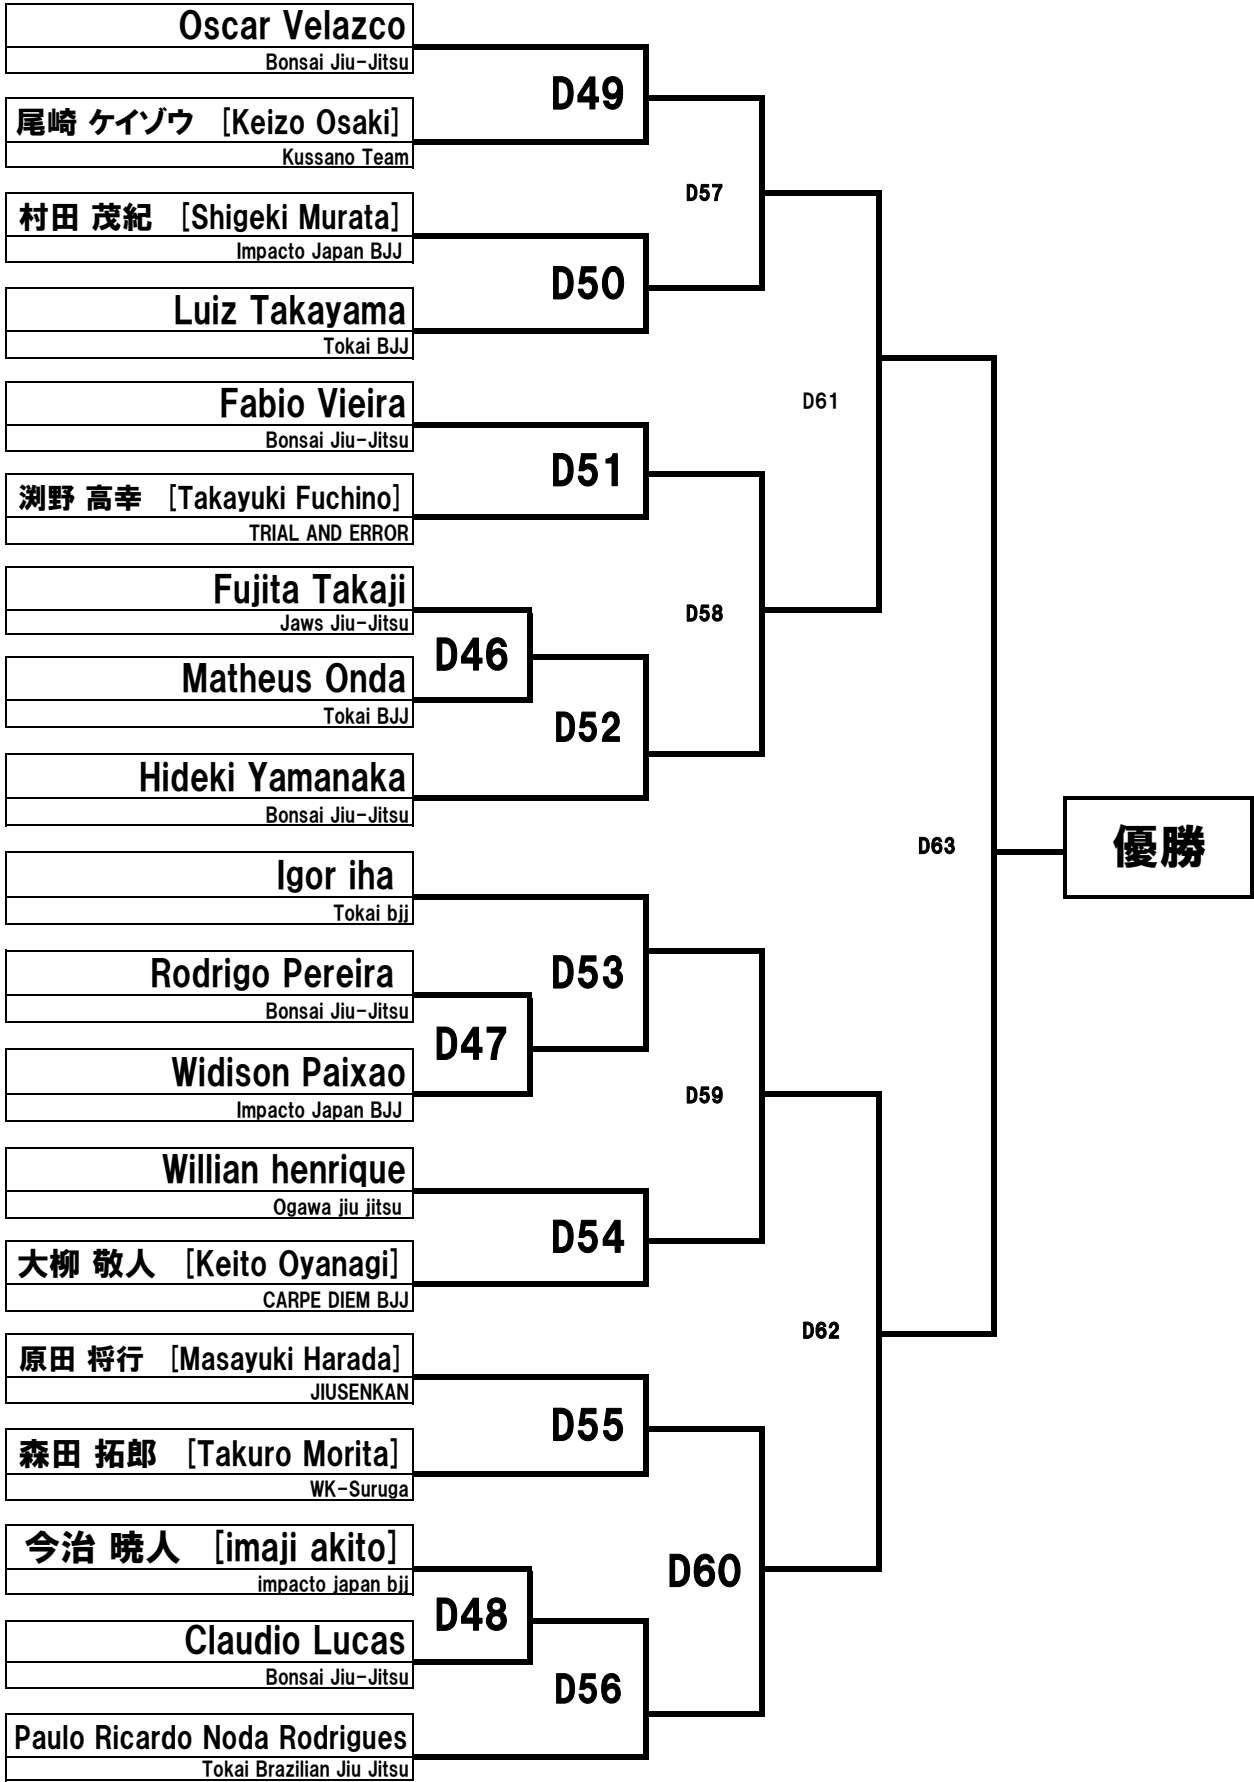 Oscar Velazco
Bonsai Jiu-Jitsu
D49
尾崎 ケイゾウ [Keizo Osaki]
Kussano Team
D57
村田 茂紀 [Shigeki Murata]
Impacto Japan BJJ
D50
Luiz Takayama
Tokai BJJ
D61
Fabio Vieira
Bonsai Jiu-Jitsu
D51
渕野 高幸 [Takayuki Fuchino]
TRIAL AND ERROR
Fujita Takaji
Jaws Jiu-Jitsu
D58
D46
Matheus Onda
Tokai BJJ
D52
Hideki Yamanaka
Bonsai Jiu-Jitsu
D63
優勝
Igor iha
Tokai bjj
Rodrigo Pereira
Bonsai Jiu-Jitsu
D53
D47
Widison Paixao
Impacto Japan BJJ
D59
Willian henrique
Ogawa jiu jitsu
D54
大柳 敬人 [Keito Oyanagi]
CARPE DIEM BJJ
D62
原田 将行 [Masayuki Harada]
JIUSENKAN
D55
森田 拓郎 [Takuro Morita]
WK-Suruga
今治 暁人 [imaji akito]
impacto japan bjj
D60
D48
Claudio Lucas
Bonsai Jiu-Jitsu
D56
Paulo Ricardo Noda Rodrigues
Tokai Brazilian Jiu Jitsu